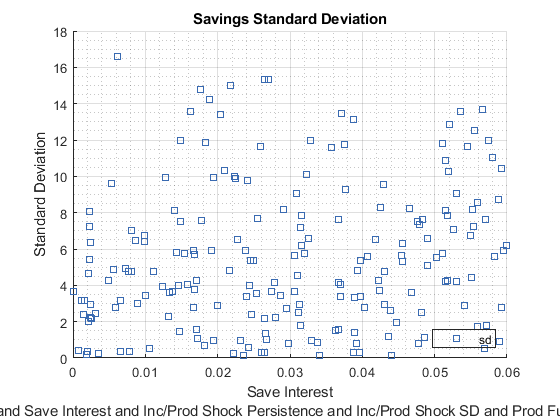 Savings Standard Deviation
18
16
14
12
10
8
6
4
2
0
Standard Deviation
sd
0 0.01 0.02 0.03 0.04 0.05 0.06
Save Interest
and Save Interest and Inc/Prod Shock Persistence and Inc/Prod Shock SD and Prod Fu